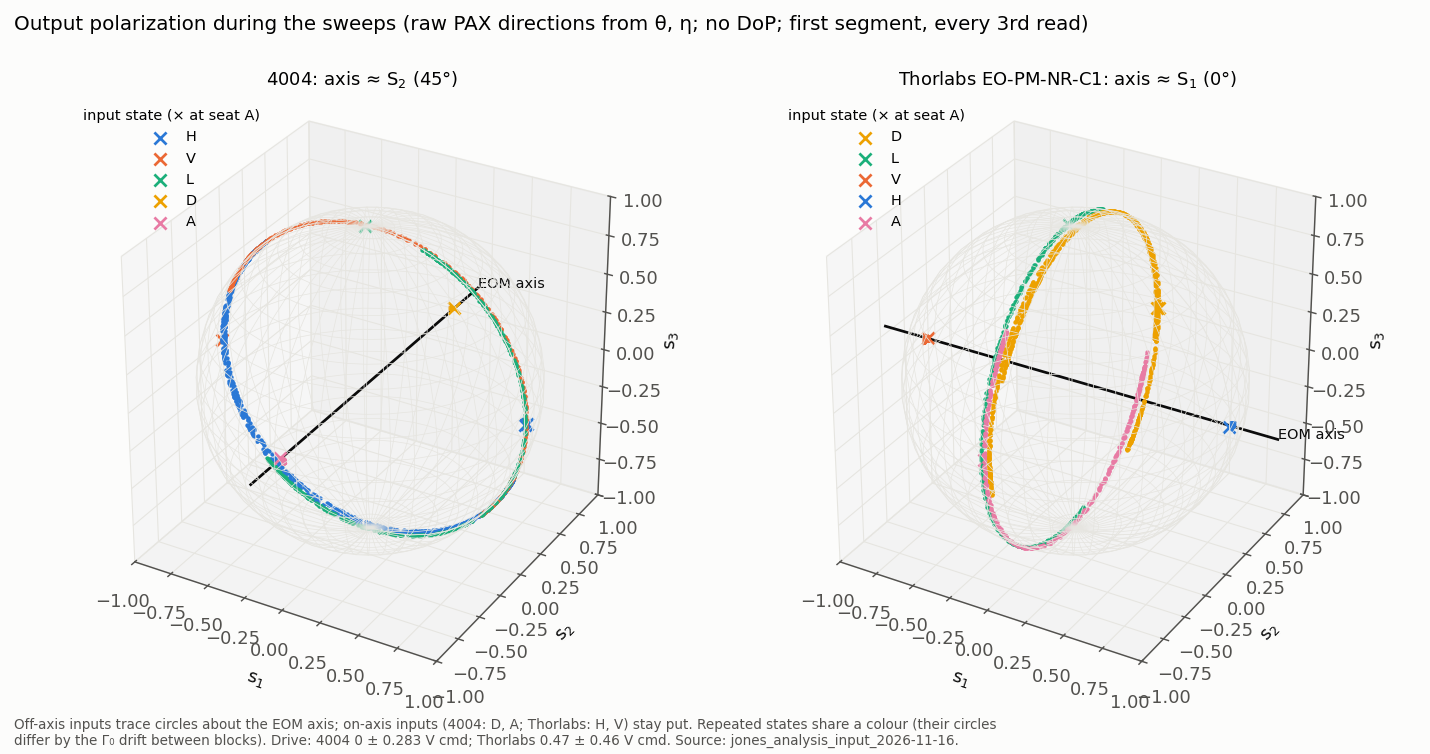 Output polarization during the sweeps (raw PAX directions from θ, η; no DoP; first segment, every 3rd read)
4004: axis ≈ S₂ (45°)
input state (× at seat A)
H
V
L
D
A
EOM axis
1.00
0.75
0.50
0.25
0.00
−0.25
−0.50
−0.75
−1.00
s₃
−1.00
−0.75
−0.50
−0.25
0.00
0.25
0.50
0.75
1.00
s₁
1.00
0.75
0.50
0.25
0.00
−0.25
−0.50
−0.75
−1.00
s₂
Thorlabs EO-PM-NR-C1: axis ≈ S₁ (0°)
input state (× at seat A)
D
L
V
H
A
EOM axis
1.00
0.75
0.50
0.25
0.00
−0.25
−0.50
−0.75
−1.00
s₃
−1.00
−0.75
−0.50
−0.25
0.00
0.25
0.50
0.75
1.00
s₁
1.00
0.75
0.50
0.25
0.00
−0.25
−0.50
−0.75
−1.00
s₂
Off-axis inputs trace circles about the EOM axis; on-axis inputs (4004: D, A; Thorlabs: H, V) stay put. Repeated states share a colour (their circles
differ by the Γ₀ drift between blocks). Drive: 4004 0 ± 0.283 V cmd; Thorlabs 0.47 ± 0.46 V cmd. Source: jones_analysis_input_2026-11-16.